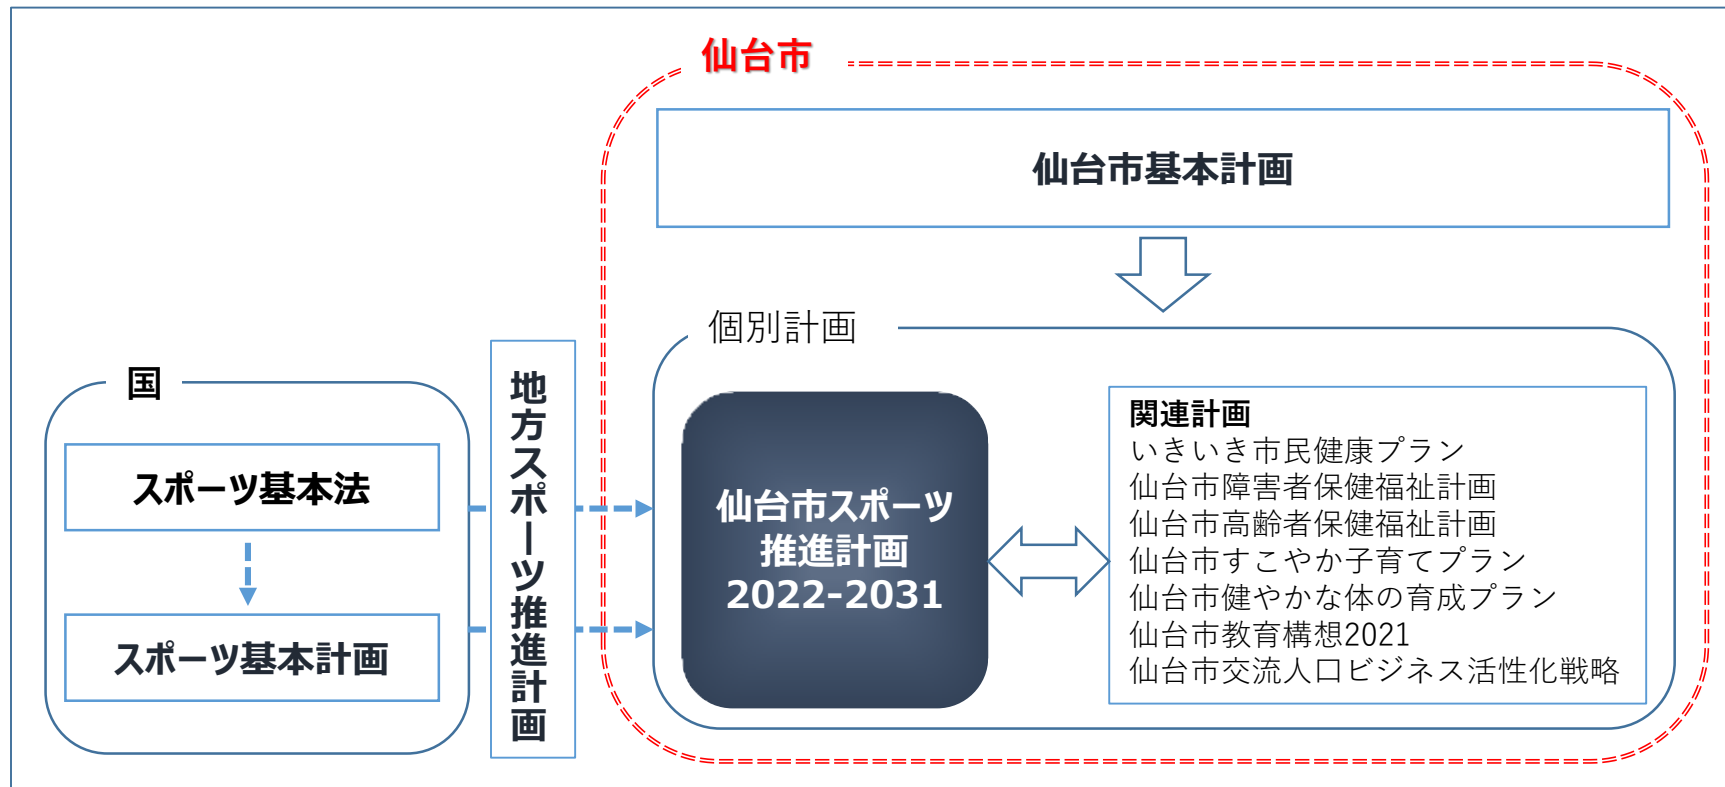 仙台市
仙台市基本計画
個別計画
国
スポーツ基本法
スポーツ基本計画
地方スポーツ推進計画
仙台市スポーツ
推進計画
2022-2031
関連計画
いきいき市民健康プラン
仙台市障害者保健福祉計画
仙台市高齢者保健福祉計画
仙台市すこやか子育てプラン
仙台市健やかな体の育成プラン
仙台市教育構想2021
仙台市交流人口ビジネス活性化戦略